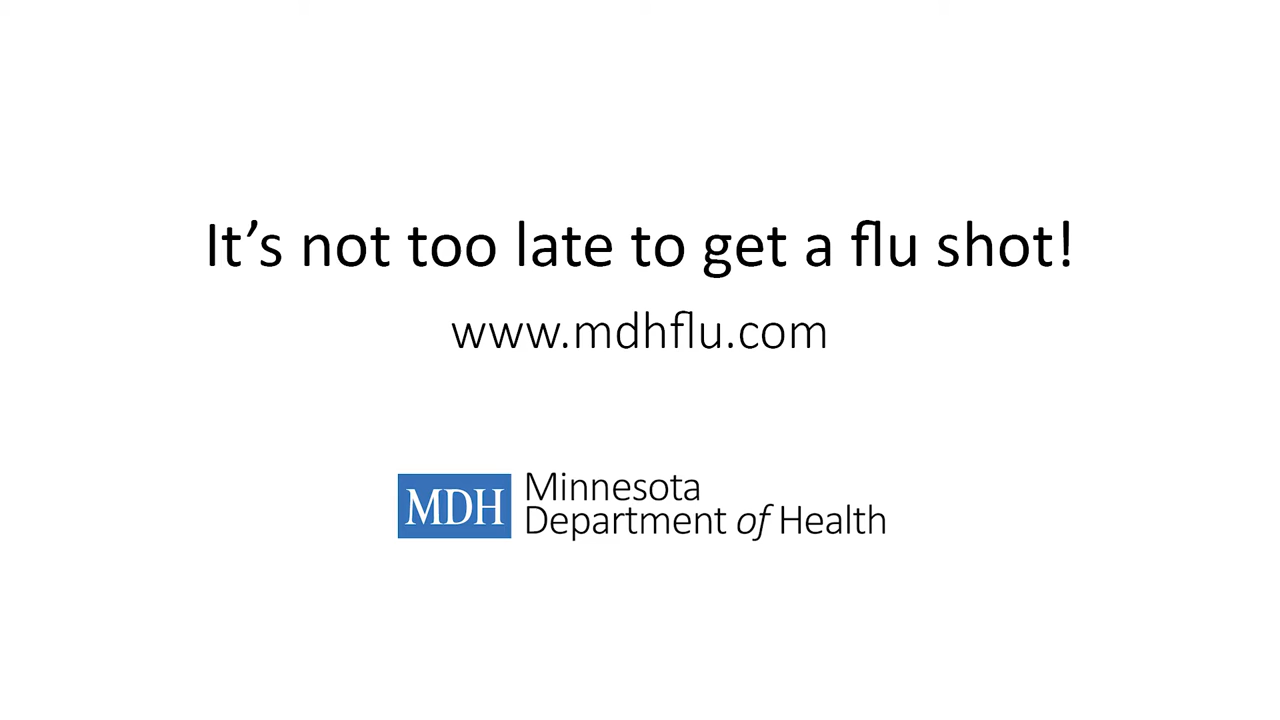 It’s not too late to get a flu shot!
www.mdhflu.com
MDH
Minnesota
Department of Health